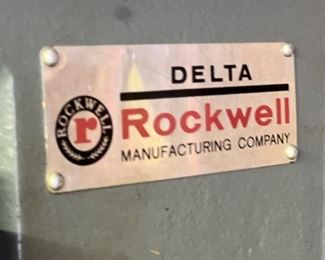 DELTA
ROCKWELL
r
Rockwell
MANUFACTURING COMPANY